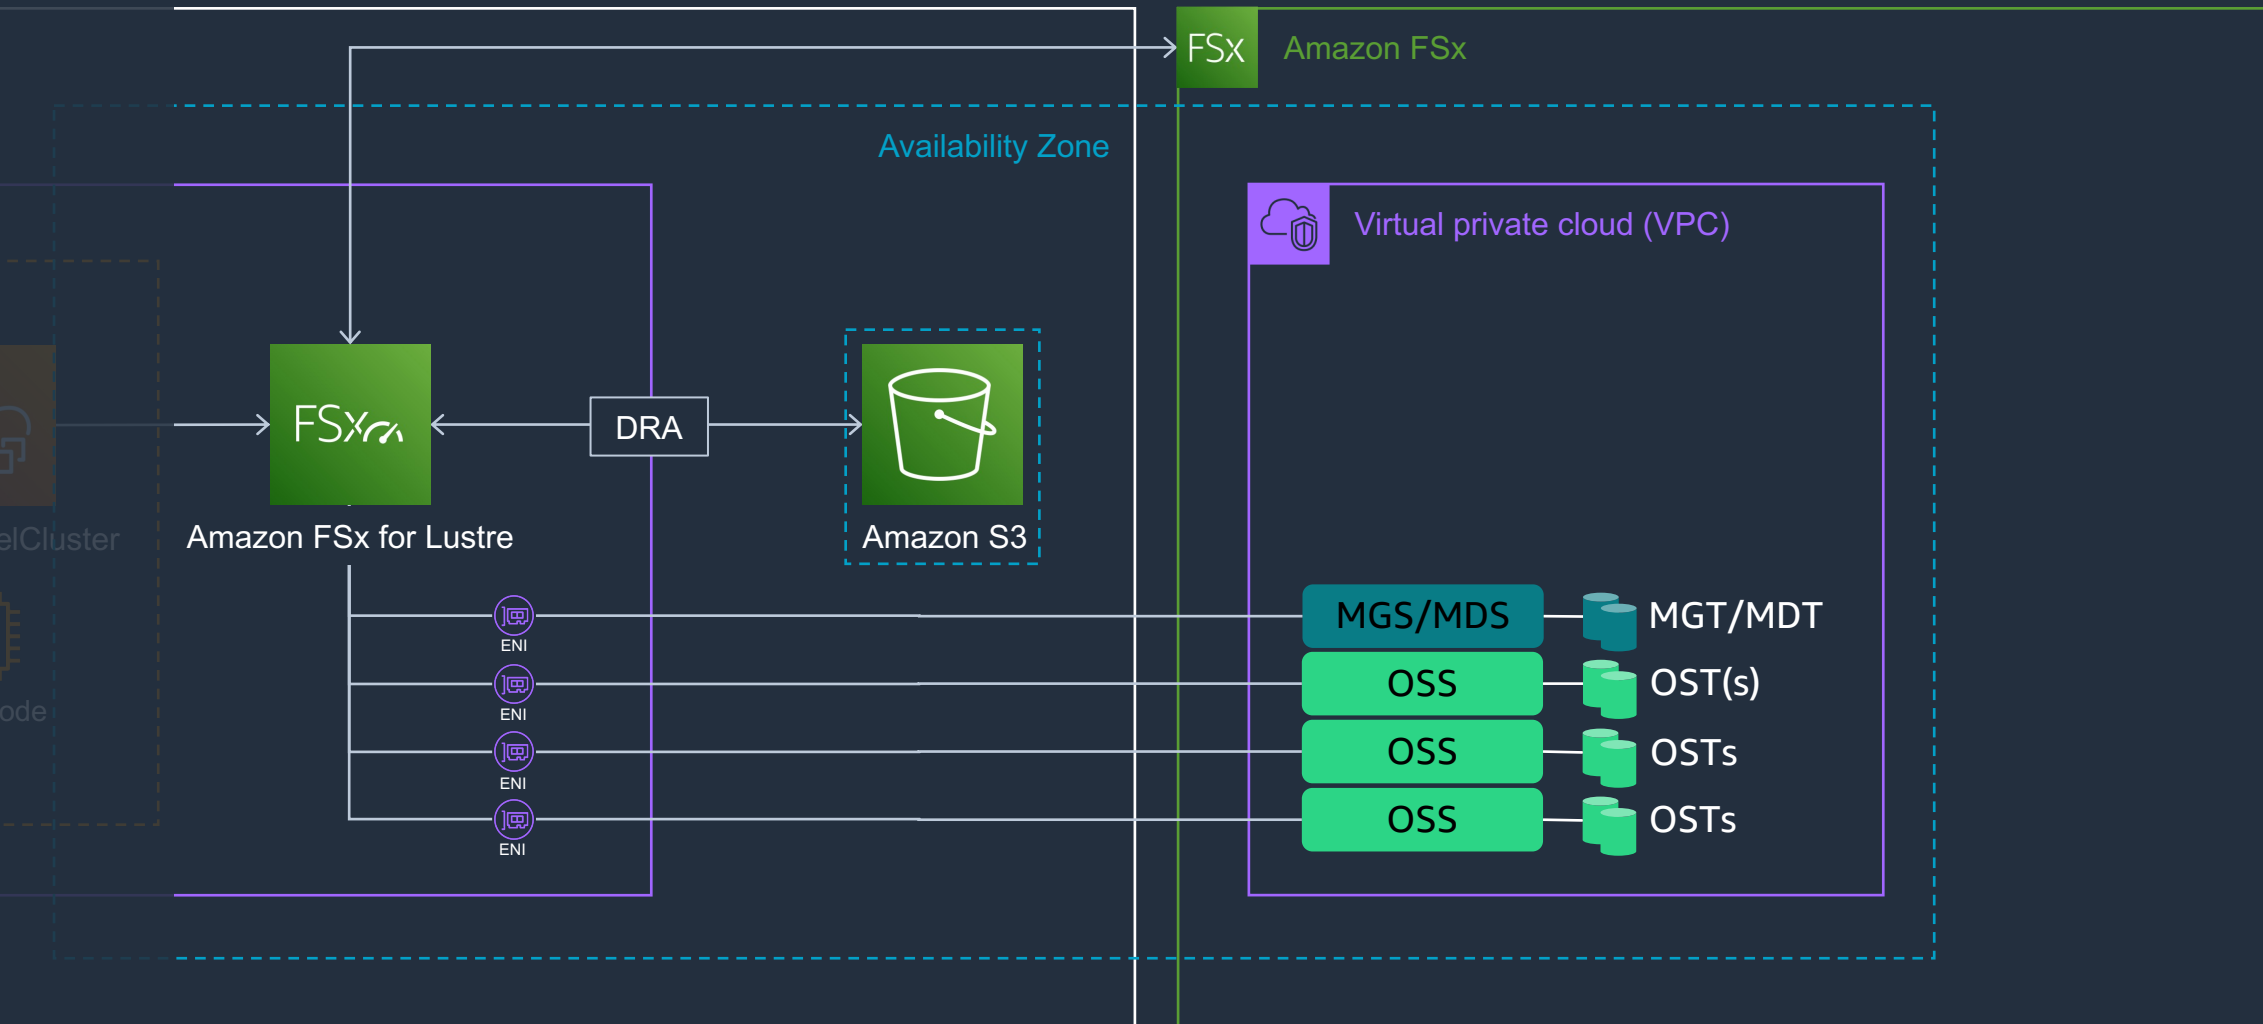 FSx
Amazon FSx
Availability Zone
Virtual private cloud (VPC)
FSx
DRA
elCluster
Amazon FSx for Lustre
Amazon S3
MGS/MDS
MGT/MDT
ENI
OSS
OST(s)
ode
ENI
OSS
OSTs
ENI
OSS
OSTs
ENI